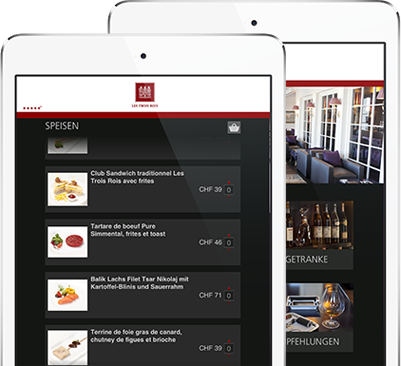 LES TROIS ROIS
SPEISEN
Club Sandwich traditionnel Les
Trois Rois avec frites
CHF 39 0
Tartare de boeuf Pure
Simmental, frites et toast
CHF 46 0
Balik Lachs Filet Tsar Nikolaj mit
Kartoffel-Blinis und Sauerrahm
CHF 71 0
Terrine de foie gras de canard,
chutney de figues et brioche
CHF 39 0
GETRANKE
PFEHLUNGEN